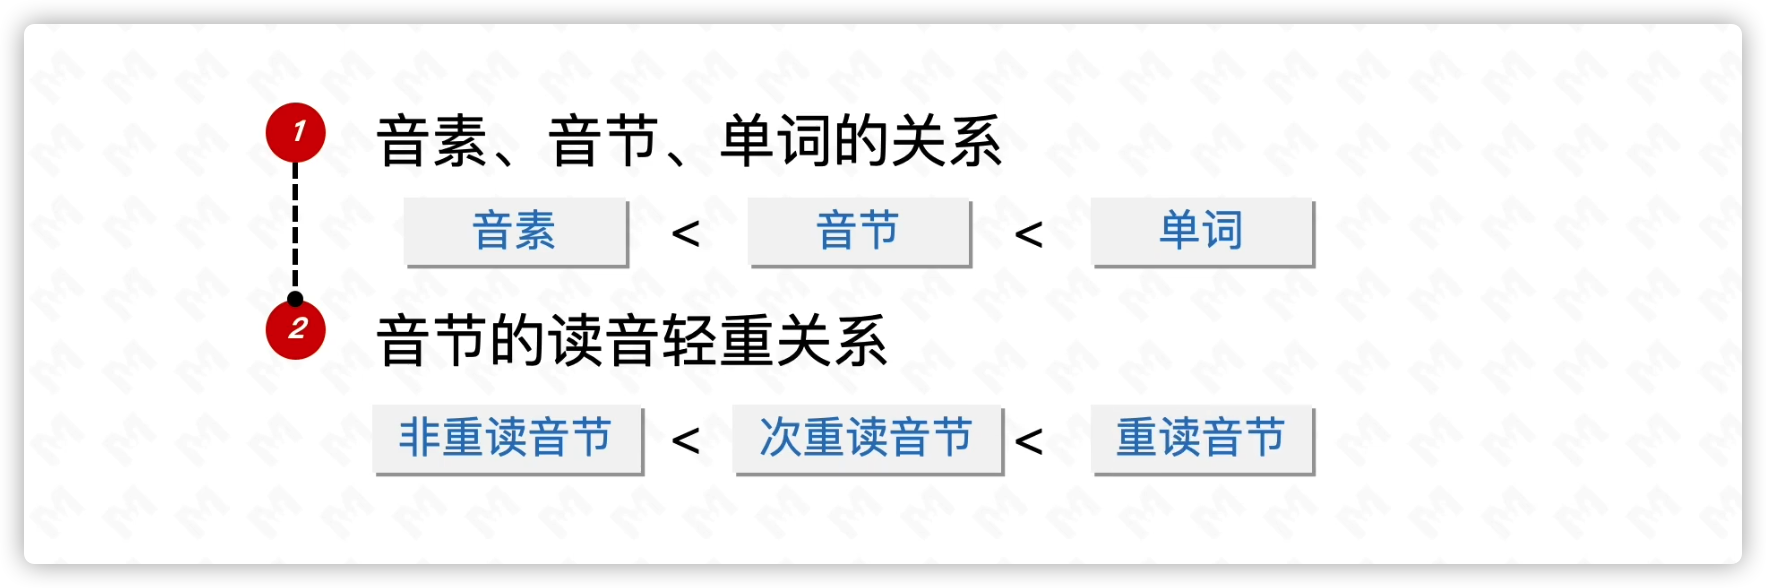 1 音素、音节、单词的关系
音素 < 音节 < 单词
2 音节的读音轻重关系
非重读音节 < 次重读音节 < 重读音节